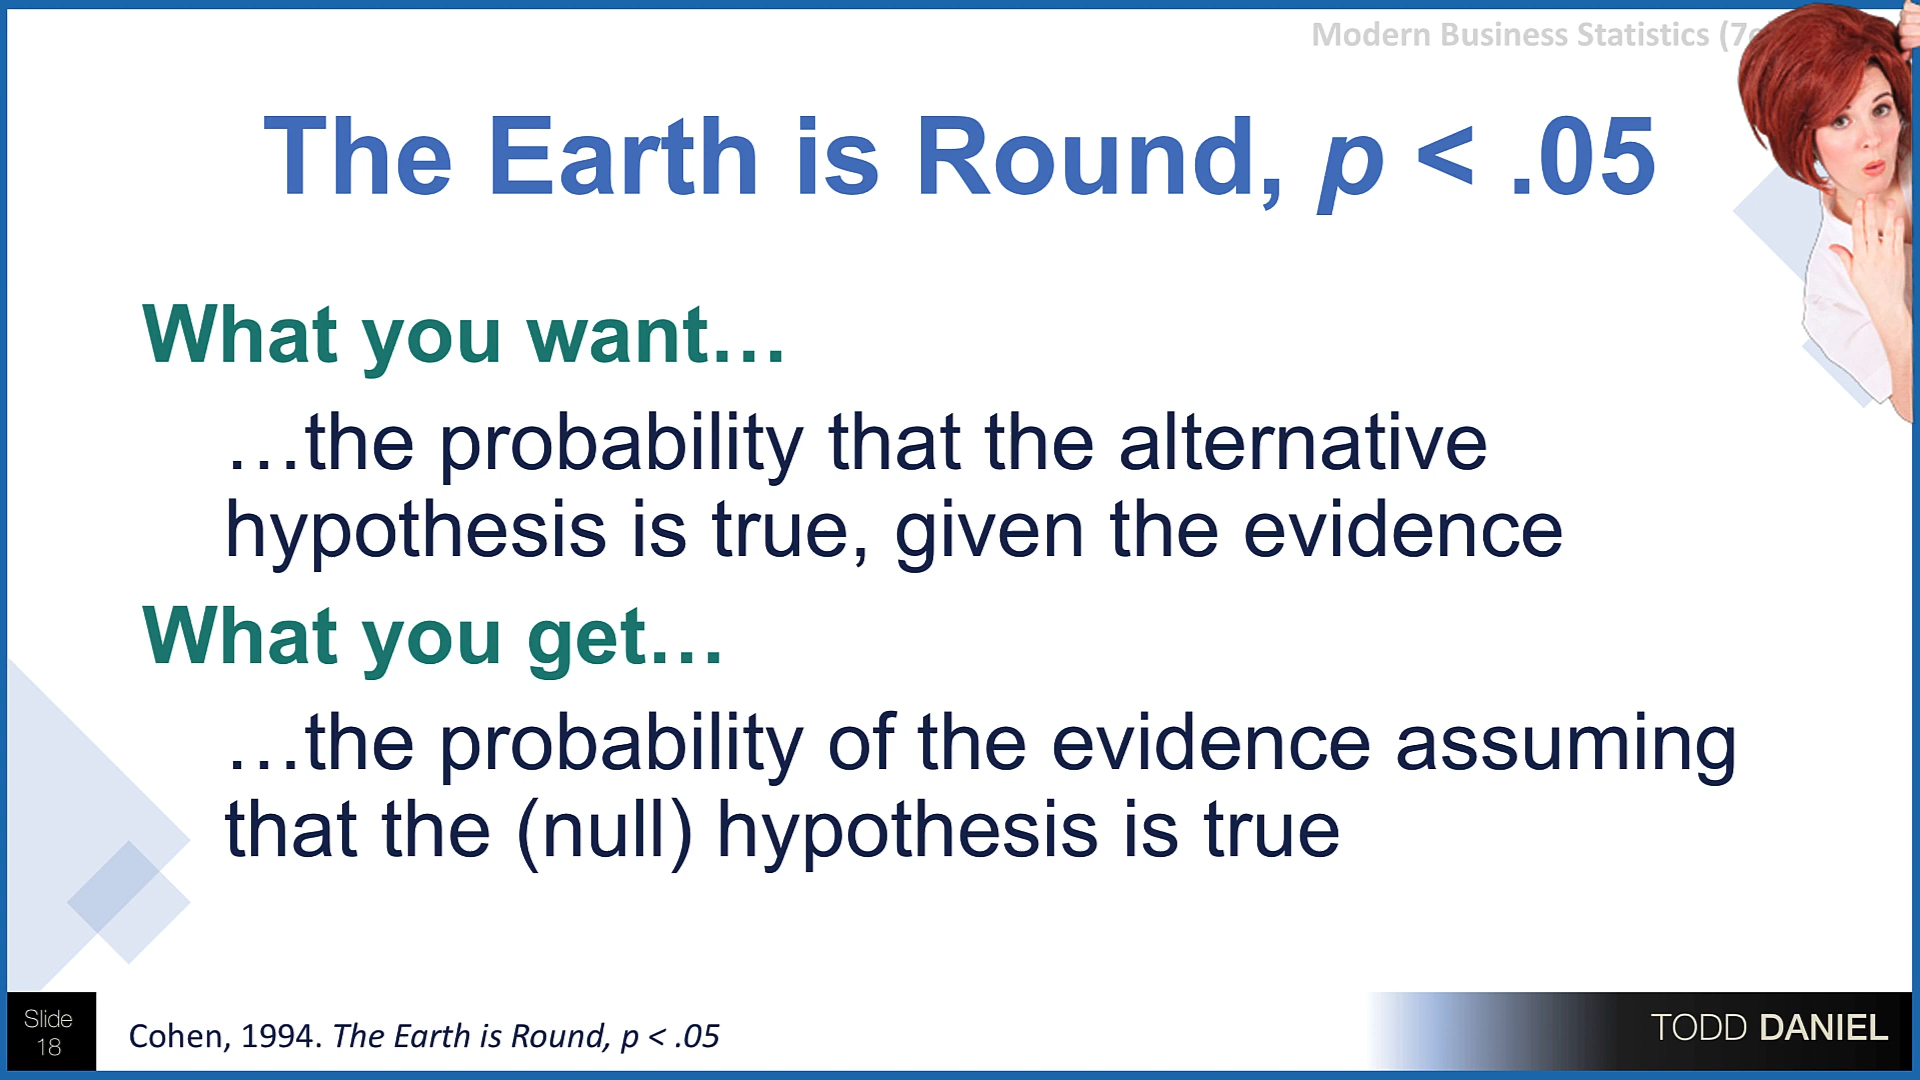 Modern Business Statistics (7e
The Earth is Round, p < .05
What you want…
…the probability that the alternative
hypothesis is true, given the evidence
What you get…
…the probability of the evidence assuming
that the (null) hypothesis is true
Slide
18
Cohen, 1994. The Earth is Round, p < .05
TODD DANIEL